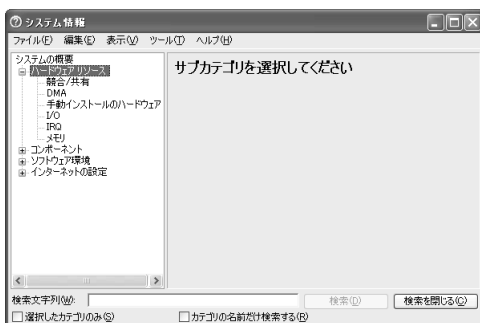 システム情報
ファイル(F) 編集(E) 表示(V) ツール(T) ヘルプ(H)
システムの概要
ハードウェアリソース
競合/共有
DMA
手動インストールのハードウェア
I/O
IRQ
メモリ
コンポーネント
ソフトウェア環境
インターネットの設定
サブカテゴリを選択してください
検索文字列(W):
検索(D)
検索を閉じる(C)
選択したカテゴリのみ(S)
カテゴリの名前だけ検索する(R)